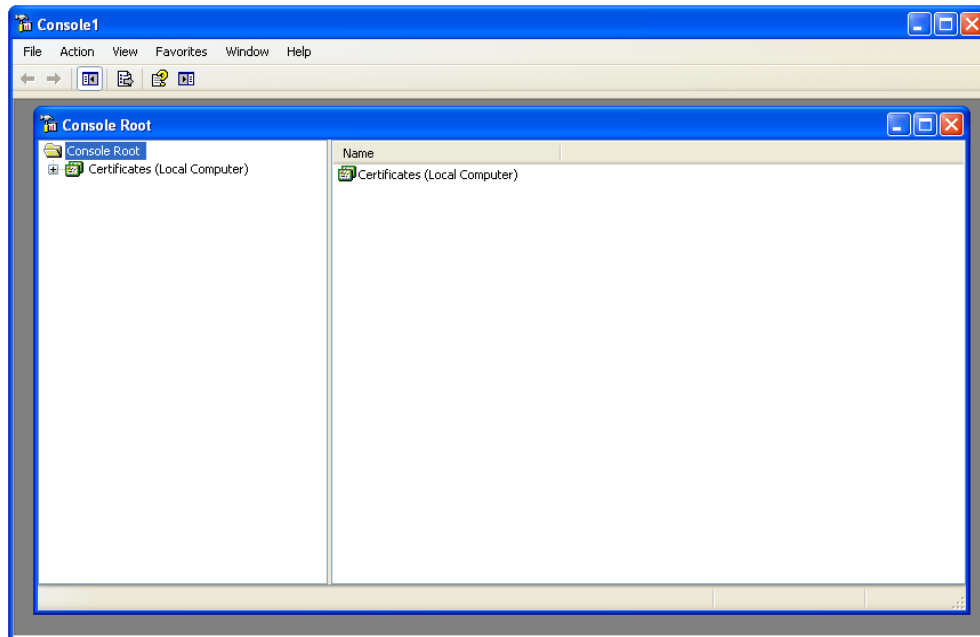 Console1
File Action View Favorites Window Help
Console Root
Console Root
Name
Certificates (Local Computer)
Certificates (Local Computer)